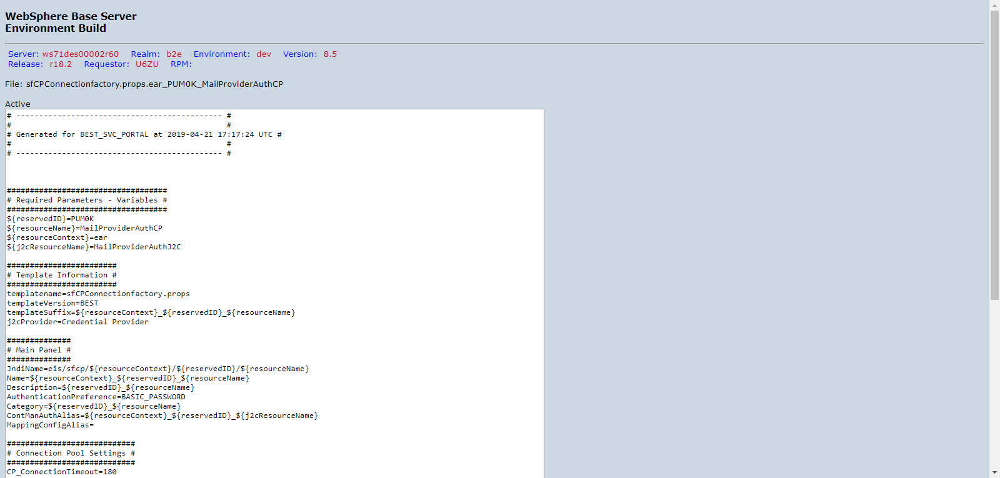 WebSphere Base Server
Environment Build
Server: ws71des00002r60 Realm: b2e Environment: dev Version: 8.5
Release: r18.2 Requestor: U6ZU RPM:
File: sfCPConnectionfactory.props.ear_PUM0K_MailProviderAuthCP
Active
# --------------------------------------------- #
# #
# Generated for BEST_SVC_PORTAL at 2019-04-21 17:17:24 UTC #
# #
# --------------------------------------------- #
###################################
# Required Parameters - Variables #
###################################
${reservedID}=PUM0K
${resourceName}=MailProviderAuthCP
${resourceContext}=ear
${j2cResourceName}=MailProviderAuthJ2C
########################
# Template Information #
########################
templatename=sfCPConnectionfactory.props
templateVersion=BEST
templateSuffix=${resourceContext}_${reservedID}_${resourceName}
j2cProvider=Credential Provider
##############
# Main Panel #
##############
JndiName=eis/sfcp/${resourceContext}/${reservedID}/${resourceName}
Name=${resourceContext}_${reservedID}_${resourceName}
Description=${reservedID}_${resourceName}
AuthenticationPreference=BASIC_PASSWORD
Category=${reservedID}_${resourceName}
ContManAuthAlias=${resourceContext}_${reservedID}_${j2cResourceName}
MappingConfigAlias=
############################
# Connection Pool Settings #
############################
CP_ConnectionTimeout=180